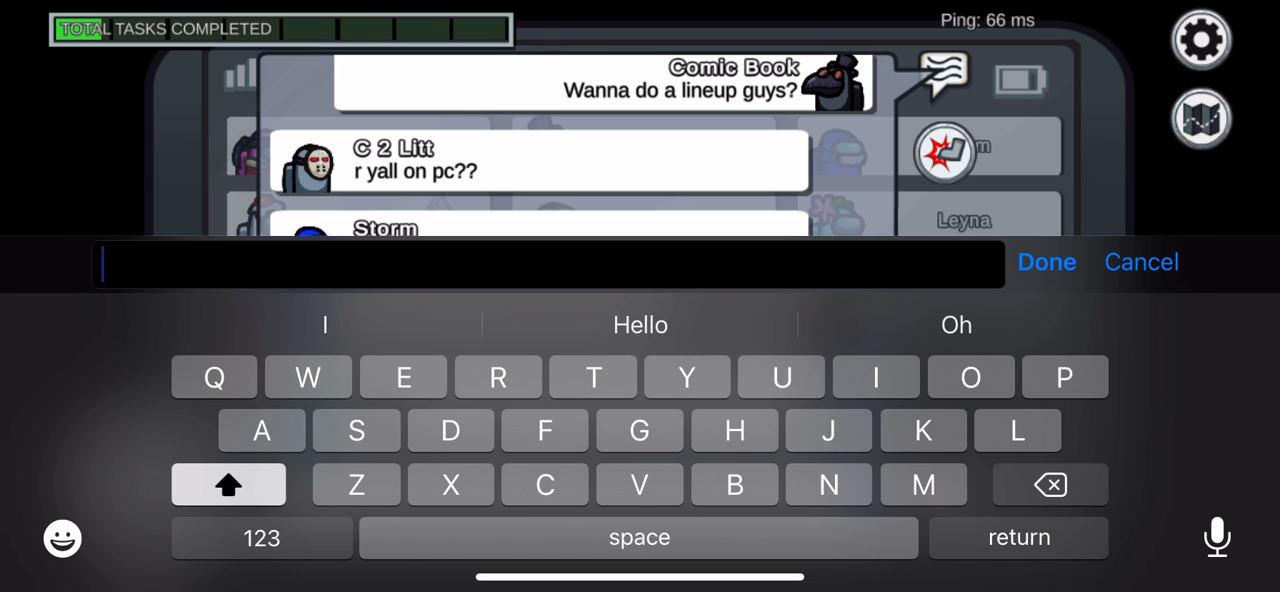 TOTAL TASKS COMPLETED
Ping: 66 ms
Comic Book
Wanna do a lineup guys?
C 2 Litt
r yall on pc??
m
Storm
Leyna
Done
Cancel
I
Hello
Oh
Q W E R T Y U I O P
A S D F G H J K L
Z X C V B N M
123
space
return